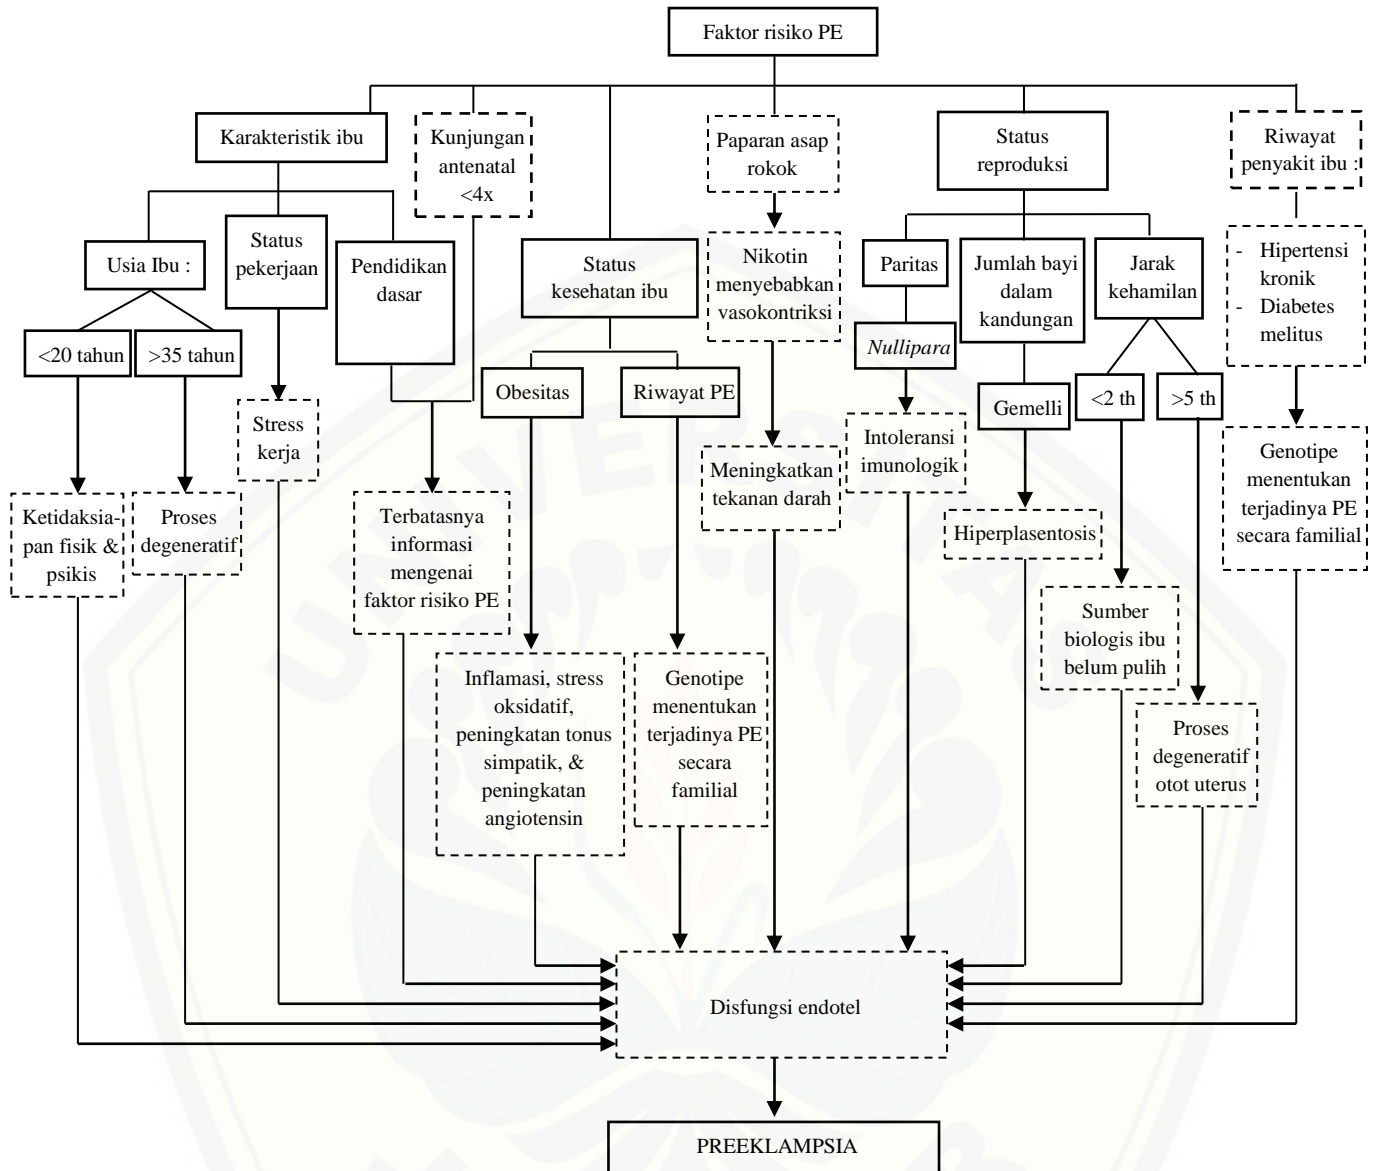 Faktor risiko PE
Karakteristik ibu
Kunjungan
antenatal
<4x
Paparan asap
rokok
Status
reproduksi
Riwayat
penyakit ibu :
Usia Ibu :
Status
pekerjaan
Pendidikan
dasar
Status
kesehatan ibu
Nikotin
menyebabkan
vasokontriksi
Paritas
Jumlah bayi
dalam
kandungan
Jarak
kehamilan
- Hipertensi
kronik
- Diabetes
melitus
<20 tahun
>35 tahun
Nullipara
Obesitas
Riwayat PE
Gemelli
<2 th
>5 th
Stress
kerja
Intoleransi
imunologik
Genotipe
menentukan
terjadinya PE
secara familial
Meningkatkan
tekanan darah
Ketidaksia-
pan fisik &
psikis
Proses
degeneratif
Terbatasnya
informasi
mengenai
faktor risiko PE
Hiperplasentosis
Sumber
biologis ibu
belum pulih
Inflamasi, stress
oksidatif,
peningkatan tonus
simpatik, &
peningkatan
angiotensin
Genotipe
menentukan
terjadinya PE
secara
familial
Proses
degeneratif
otot uterus
Disfungsi endotel
PREEKLAMPSIA
UNIVERSITAS